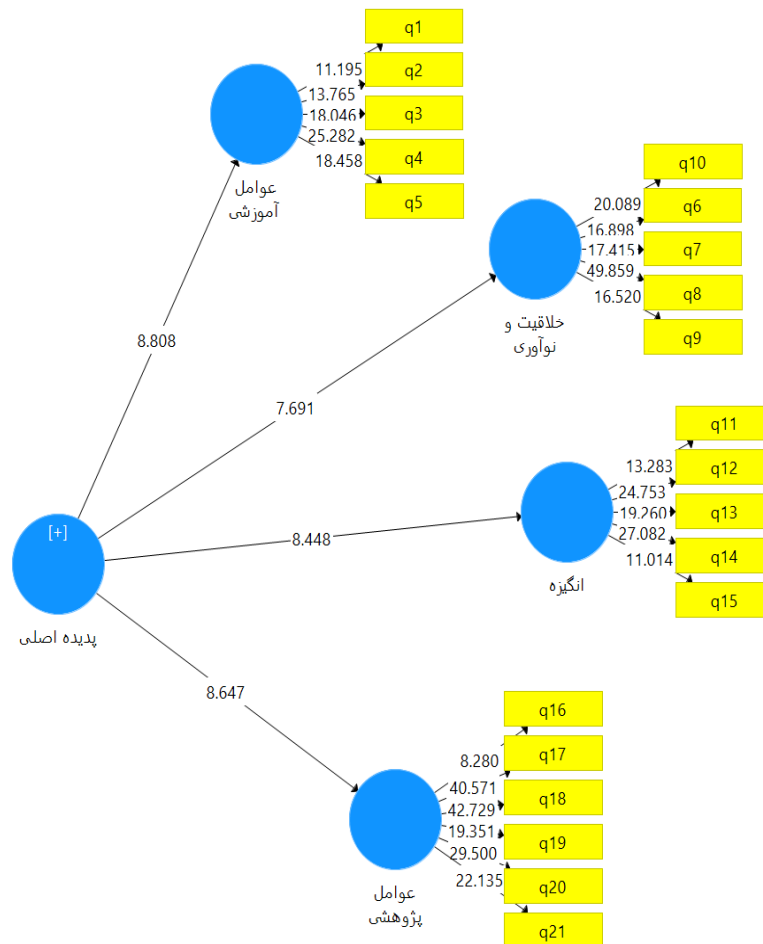 q1
11.195
q2
13.765
q3
18.046
25.282
q4
18.458
q5
عوامل
آموزشی
q10
20.089
q6
16.898
q7
17.415
49.859
q8
16.520
q9
خلاقیت و
نوآوری
8.808
7.691
q11
13.283
q12
24.753
q13
19.260
27.082
q14
11.014
q15
انگیزه
8.448
[+]
پدیده اصلی
8.647
q16
8.280
q17
40.571
q18
42.729
19.351
q19
29.500
q20
22.135
q21
عوامل
پژوهشی